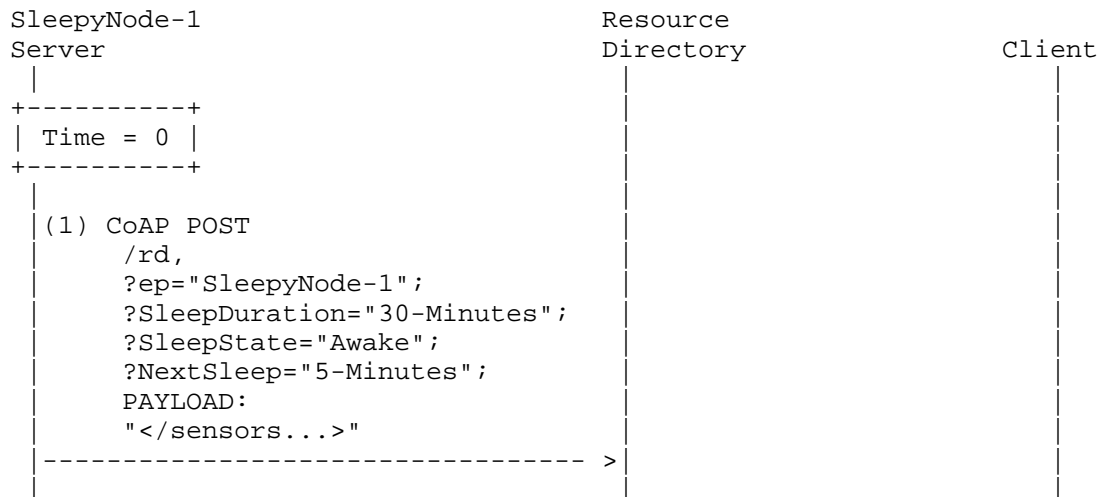 SleepyNode-1                         Resource
Server                               Directory                Client
 |                                    |                          |
+----------+                          |                          |
| Time = 0 |                          |                          |
+----------+                          |                          |
 |                                    |                          |
 |(1) CoAP POST                       |                          |
 |     /rd,                           |                          |
 |     ?ep="SleepyNode-1";            |                          |
 |     ?SleepDuration="30-Minutes";   |                          |
 |     ?SleepState="Awake";           |                          |
 |     ?NextSleep="5-Minutes";        |                          |
 |     PAYLOAD:                       |                          |
 |     "</sensors...>"                |                          |
 |---------------------------------- >|                          |
 |                                    |                          |